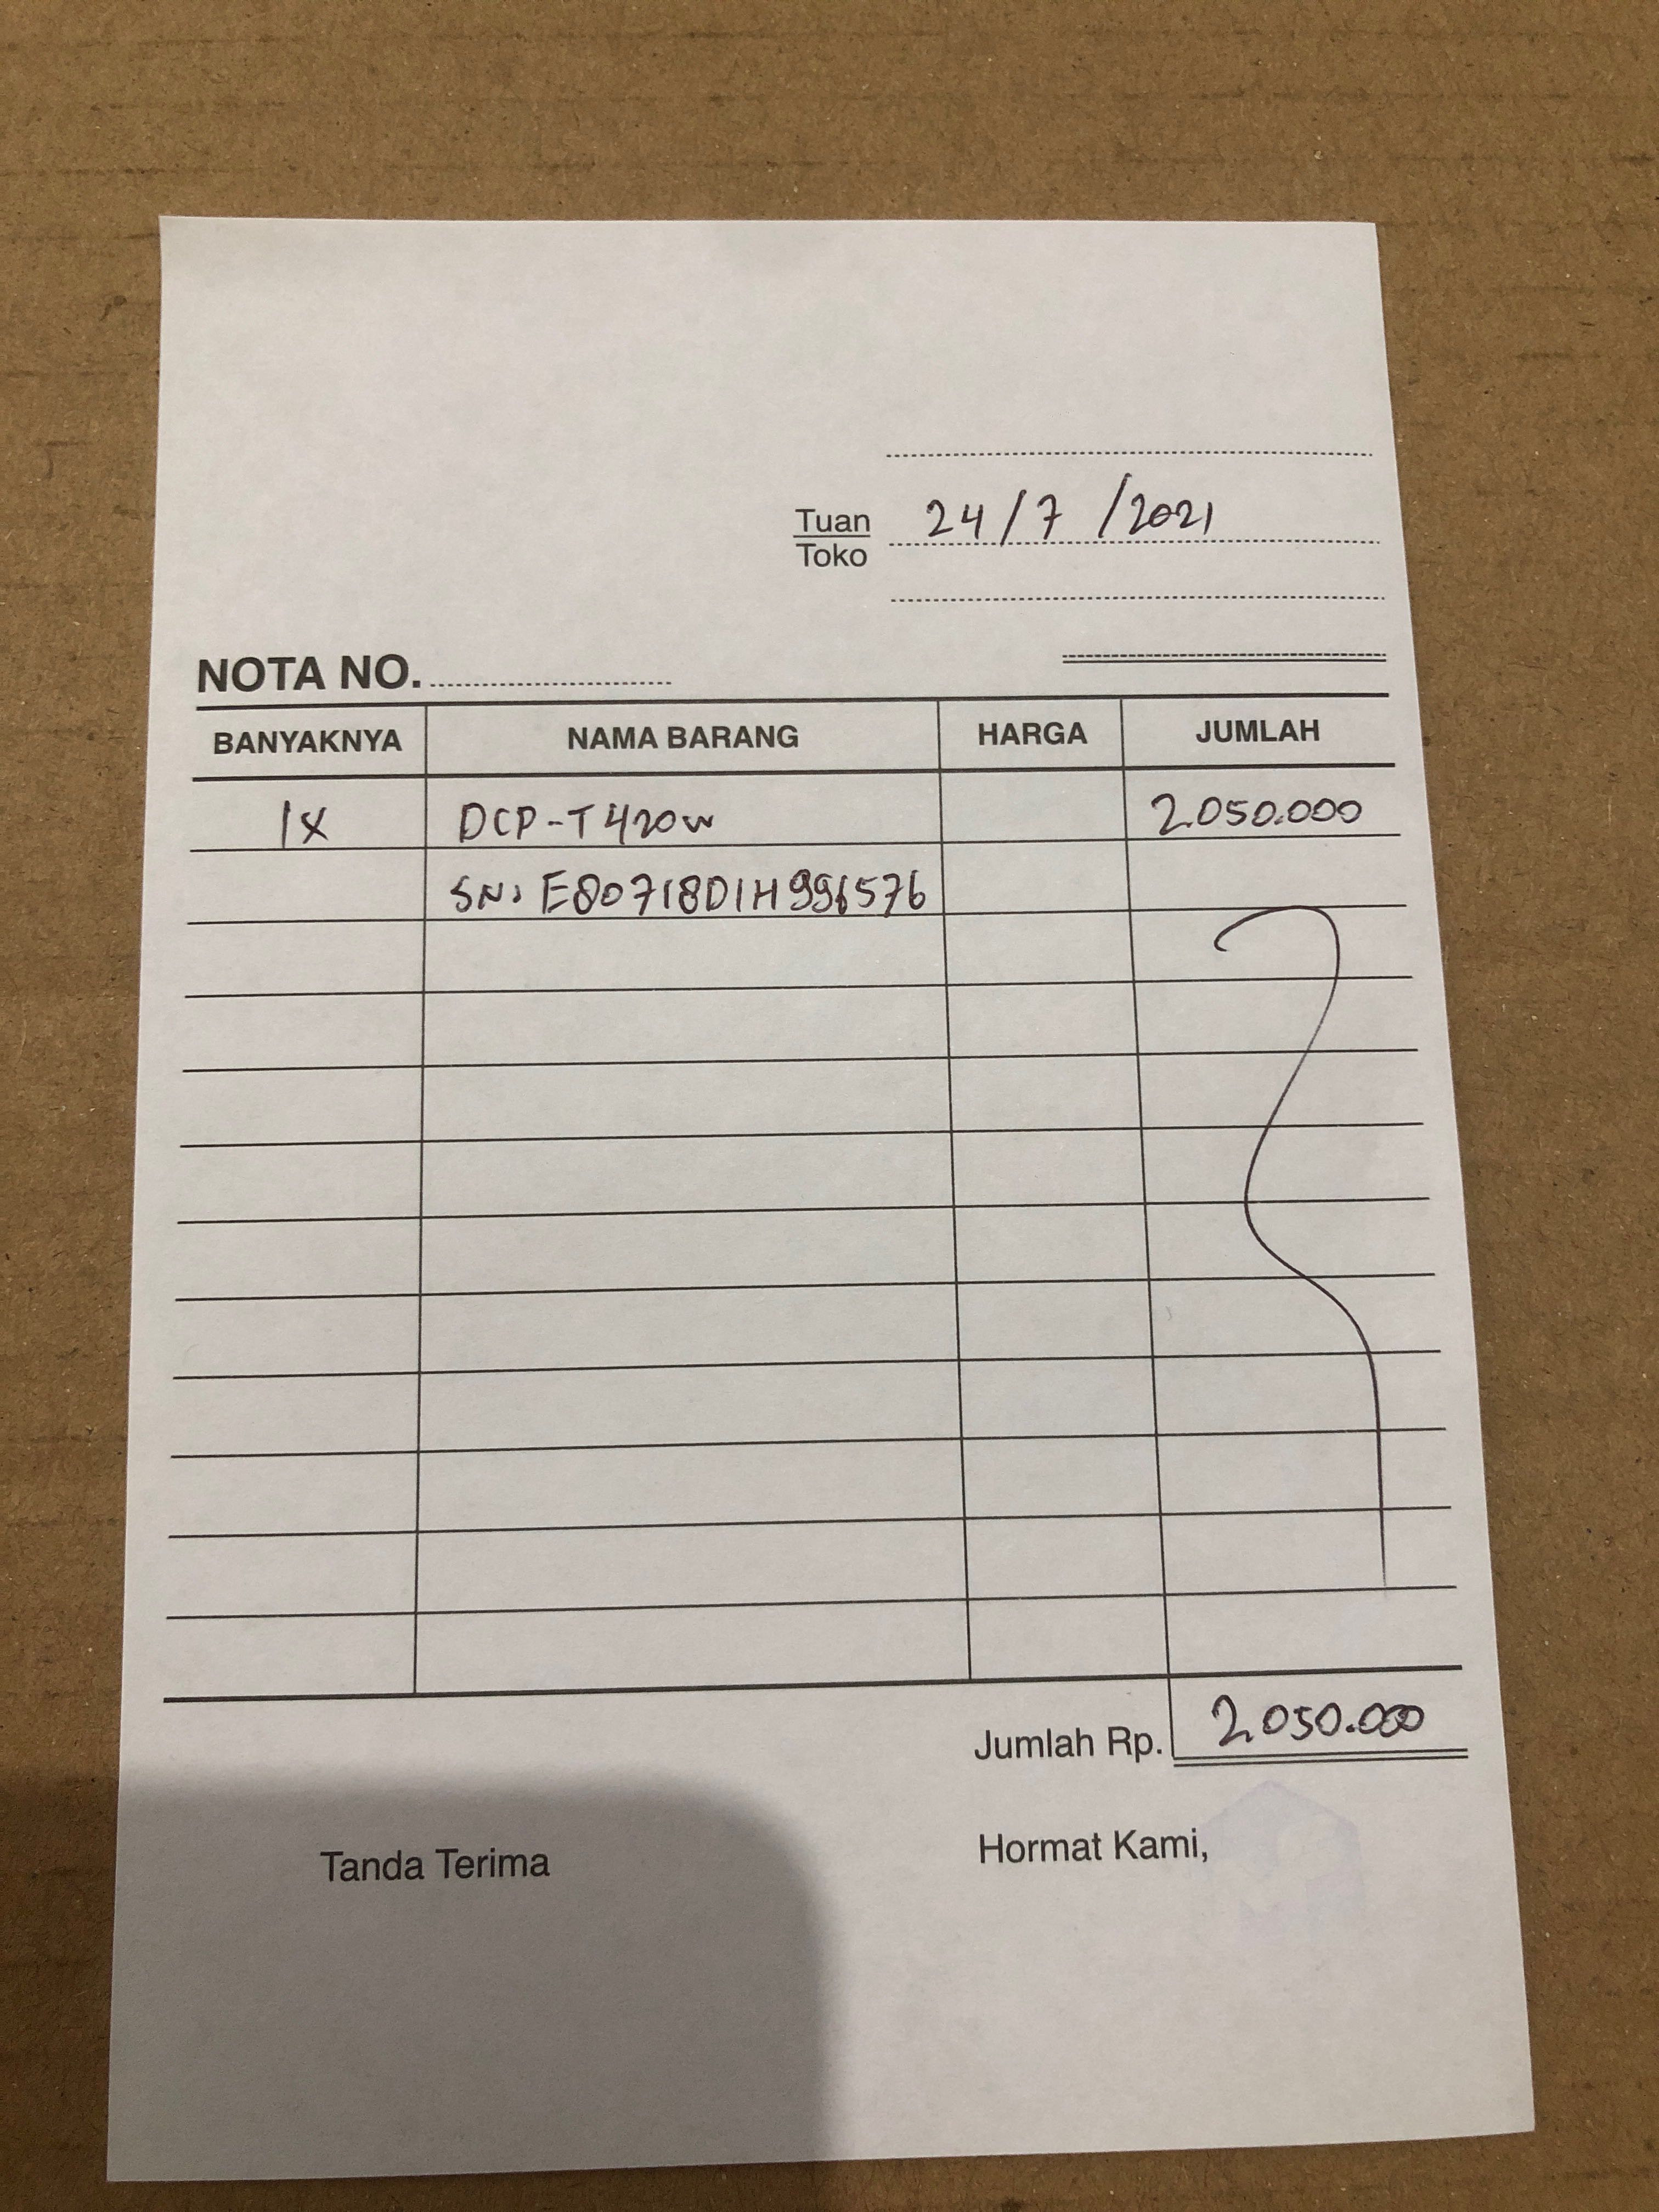 Tuan
Toko
24/7/2021
NOTA NO.
BANYAKNYA NAMA BARANG HARGA JUMLAH
1x DCP-T420w 2.050.000
SN: E80718D1H996576
Jumlah Rp. 2.050.000
Tanda Terima Hormat Kami,